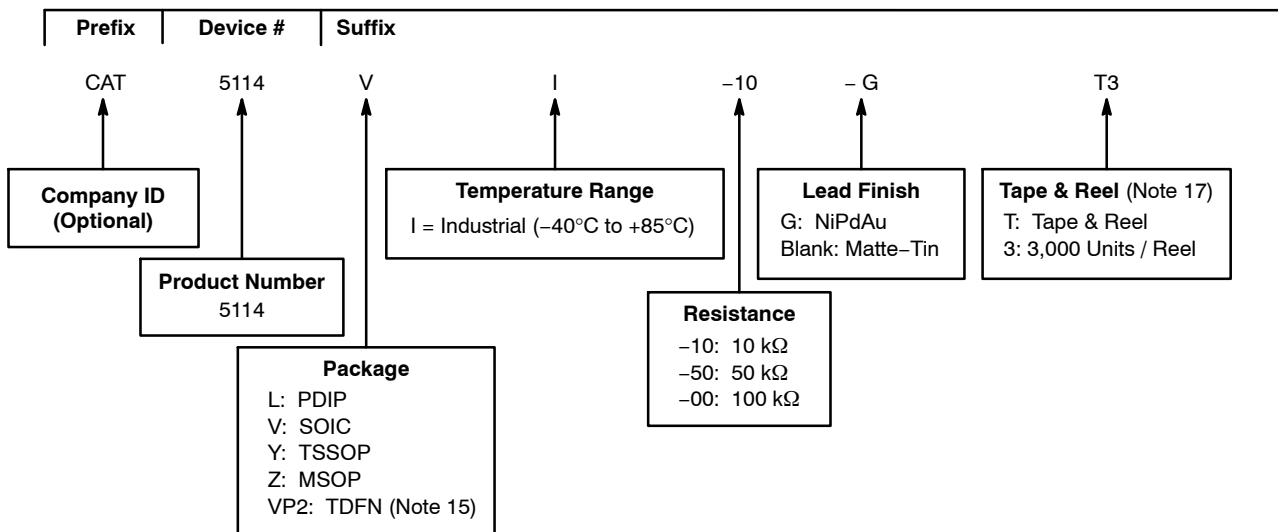 Prefix Device # Suffix
CAT 5114 V I −10 − G T3
Company ID
(Optional)
Product Number
5114
Package
L: PDIP
V: SOIC
Y: TSSOP
Z: MSOP
VP2: TDFN (Note 15)
Temperature Range
I = Industrial (−40°C to +85°C)
Resistance
−10: 10 kΩ
−50: 50 kΩ
−00: 100 kΩ
Lead Finish
G: NiPdAu
Blank: Matte−Tin
Tape & Reel (Note 17)
T: Tape & Reel
3: 3,000 Units / Reel